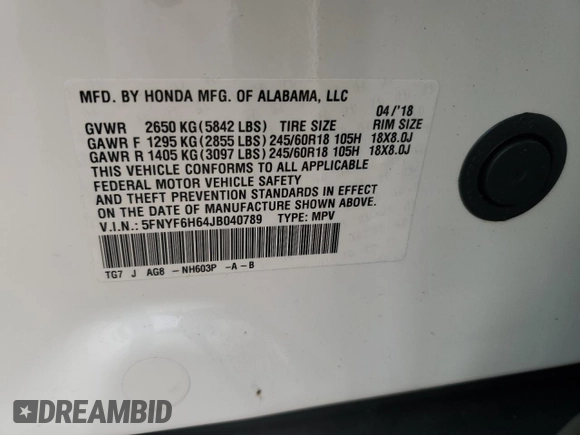 MFD. BY HONDA MFG. OF ALABAMA, LLC
04/'18
GVWR 2650 KG(5842 LBS) TIRE SIZE RIM SIZE
GAWR F 1295 KG(2855 LBS)245/60R18 105H 18X8.0J
GAWR R 1405 KG(3097 LBS)245/60R18 105H 18X8.0J
THIS VEHICLE CONFORMS TO ALL APPLICABLE
FEDERAL MOTOR VEHICLE SAFETY
AND THEFT PREVENTION STANDARDS IN EFFECT
ON THE DATE OF MANUFACTURE SHOWN ABOVE.
V.I.N.: 5FNYF6H64JB040789 TYPE: MPV
TG7 J AG8 -NH603P -A-B
DREAMBID